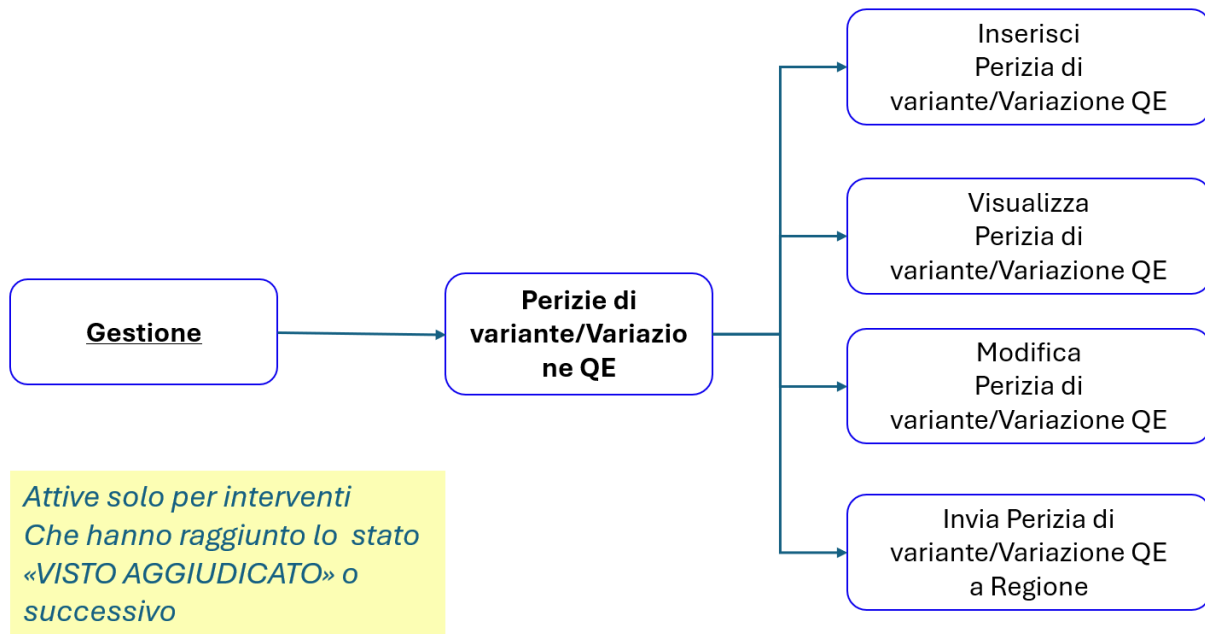 Inserisci
Perizia di
variante/Variazione QE
Visualizza
Perizia di
variante/Variazione QE
Gestione
Perizie di
variante/Variazio
ne QE
Modifica
Perizia di
variante/Variazione QE
Attive solo per interventi
Che hanno raggiunto lo stato
«VISTO AGGIUDICATO» o
successivo
Invia Perizia di
variante/Variazione QE
a Regione